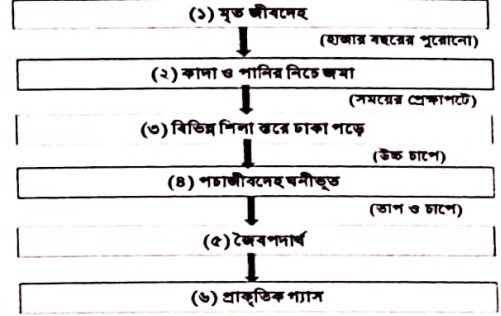 (১) মৃত জীবদেহ
(হাজার বছরের পুরোনো)
(২) কাদা ও পানির নিচে জমা
(সময়ের প্রেক্ষাপটে)
(৩) বিভিন্ন শিলা স্তরে ঢাকা পড়ে
(উচ্চ চাপে)
(৪) পচাজীবদেহ ঘনীভূত
(তাপ ও চাপে)
(৫) জৈবপদার্থ
(৬) প্রাকৃতিক গ্যাস